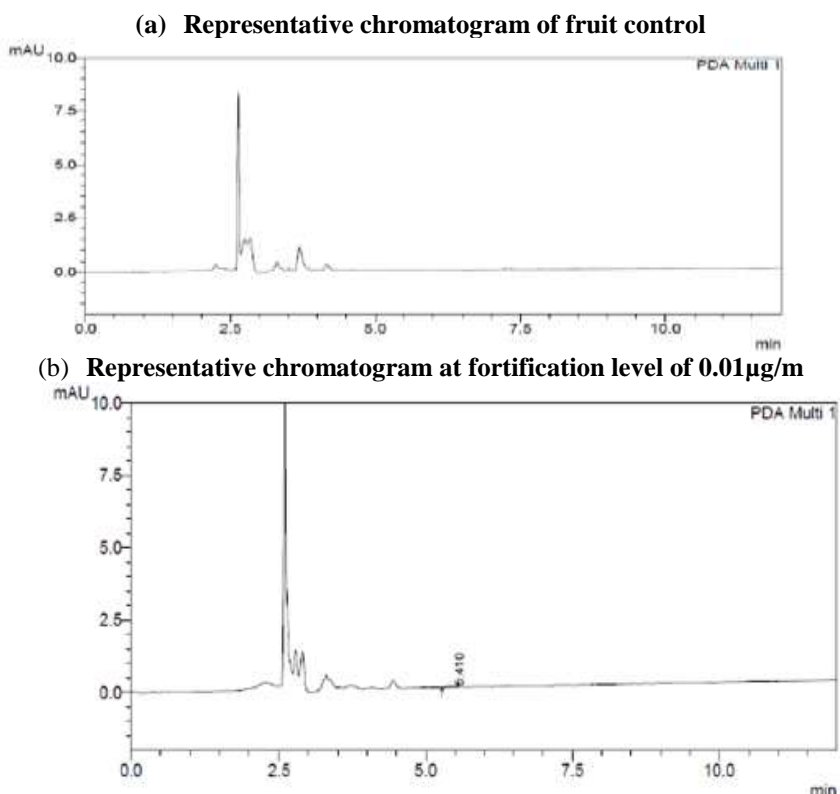 (a) Representative chromatogram of fruit control
mAU
10.0
PDA Multi 1
7.5
5.0
2.5
0.0
0.0 2.5 5.0 7.5 10.0
min
(b) Representative chromatogram at fortification level of 0.01µg/m
mAU
10.0
PDA Multi 1
7.5
5.0
2.5
5.410
0.0
0.0 2.5 5.0 7.5 10.0
min